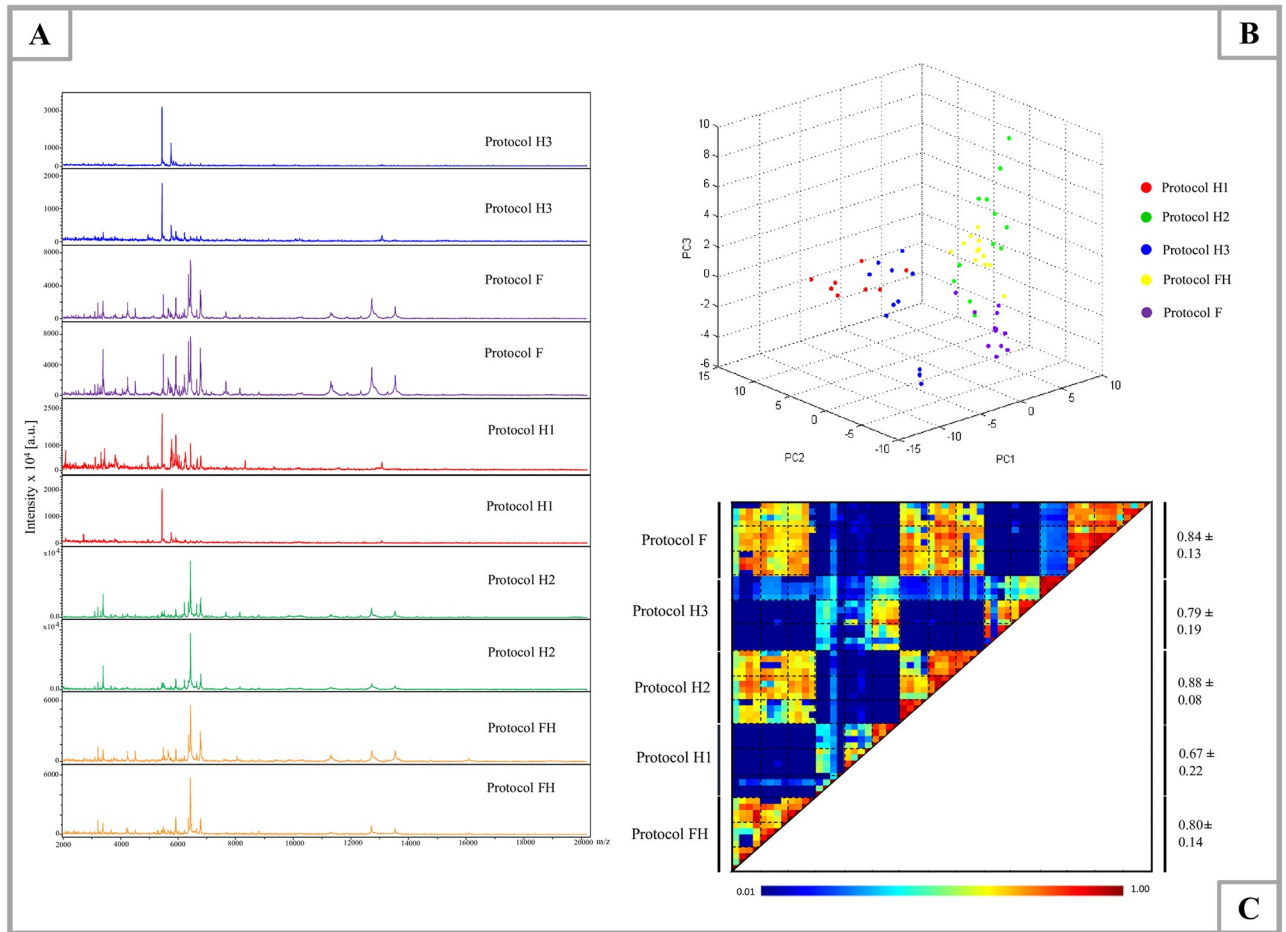 A
B
3000
1000
0
Protocol H3
2000
1000
0
Protocol H3
8000
4000
0
Protocol F
8000
4000
0
Protocol F
2500
1000
0
Protocol H1
2000
1000
0
Protocol H1
x10⁴
0.0
Protocol H2
x10⁴
0.0
Protocol H2
6000
0
Protocol FH
6000
0
Protocol FH
Intensity x 10⁴ [a.u.]
2000 4000 6000 8000 10000 12000 14000 16000 18000 20000 m/z
10
8
6
4
2
0
-2
-4
-6
PC3
15 10 5 0 -5 -10
PC2
-15 -10 -5 0 5 10
PC1
Protocol H1
Protocol H2
Protocol H3
Protocol FH
Protocol F
Protocol F
0.84 ±
0.13
Protocol H3
0.79 ±
0.19
Protocol H2
0.88 ±
0.08
Protocol H1
0.67 ±
0.22
Protocol FH
0.80±
0.14
0.01
1.00
C